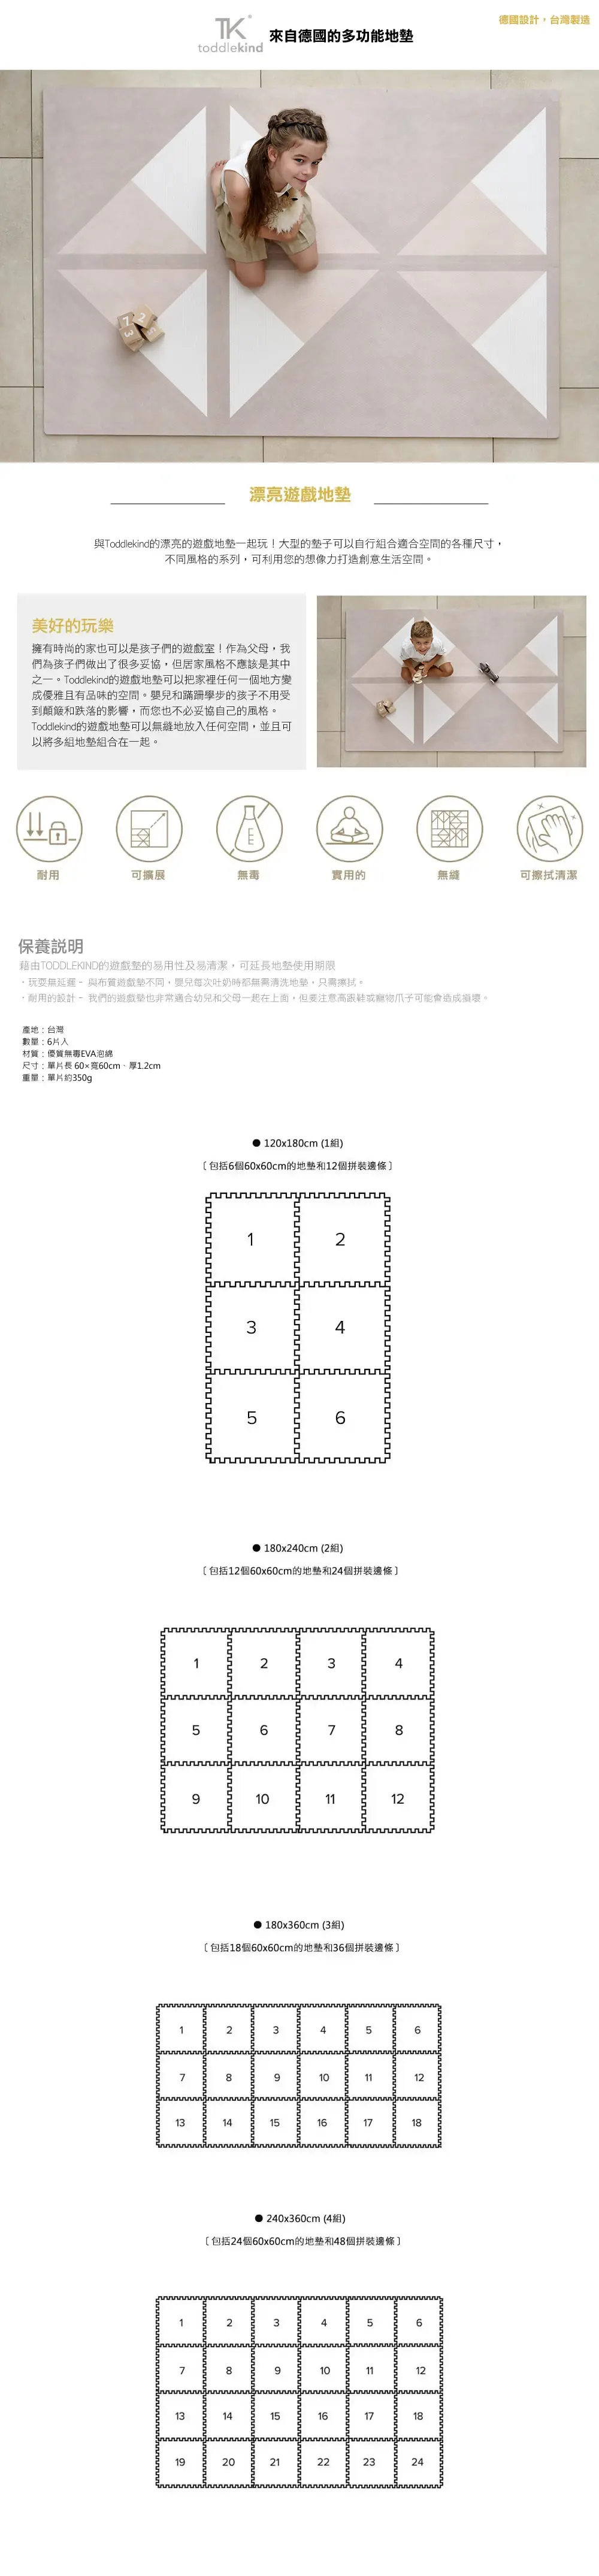 TK
toddlekind
來自德國的多功能地墊
德國設計，台灣製造
7 2
3
漂亮遊戲地墊
與Toddlekind的漂亮的遊戲地墊一起玩！大型的墊子可以自行組合適合空間的各種尺寸，
不同風格的系列，可利用您的想像力打造創意生活空間。
美好的玩樂
擁有時尚的家也可以是孩子們的遊戲室！作為父母，我
們為孩子們做出了很多妥協，但居家風格不應該是其中
之一。Toddlekind的遊戲地墊可以把家裡任何一個地方變
成優雅且有品味的空間。嬰兒和蹣跚學步的孩子不用受
到顛簸和跌落的影響，而您也不必妥協自己的風格。
Toddlekind的遊戲地墊可以無縫地放入任何空間，並且可
以將多組地墊組合在一起。
E
耐用
可擴展
無毒
實用的
無縫
可擦拭清潔
保養説明
藉由TODDLEKIND的遊戲墊的易用性及易清潔，可延長地墊使用期限
・玩耍無延遲 - 與布質遊戲墊不同，嬰兒每次吐奶時都無需清洗地墊，只需擦拭。
・耐用的設計 - 我們的遊戲墊也非常適合幼兒和父母一起在上面，但要注意高跟鞋或寵物爪子可能會造成損壞。
產地：台灣
數量：6片入
材質：優質無毒EVA泡綿
尺寸：單片長 60×寬60cm、厚1.2cm
重量：單片約350g
● 120x180cm (1組)
〔 包括6個60x60cm的地墊和12個拼裝邊條 〕
1 2
3 4
5 6
● 180x240cm (2組)
〔 包括12個60x60cm的地墊和24個拼裝邊條 〕
1 2 3 4
5 6 7 8
9 10 11 12
● 180x360cm (3組)
〔 包括18個60x60cm的地墊和36個拼裝邊條 〕
1 2 3 4 5 6
7 8 9 10 11 12
13 14 15 16 17 18
● 240x360cm (4組)
〔 包括24個60x60cm的地墊和48個拼裝邊條 〕
1 2 3 4 5 6
7 8 9 10 11 12
13 14 15 16 17 18
19 20 21 22 23 24